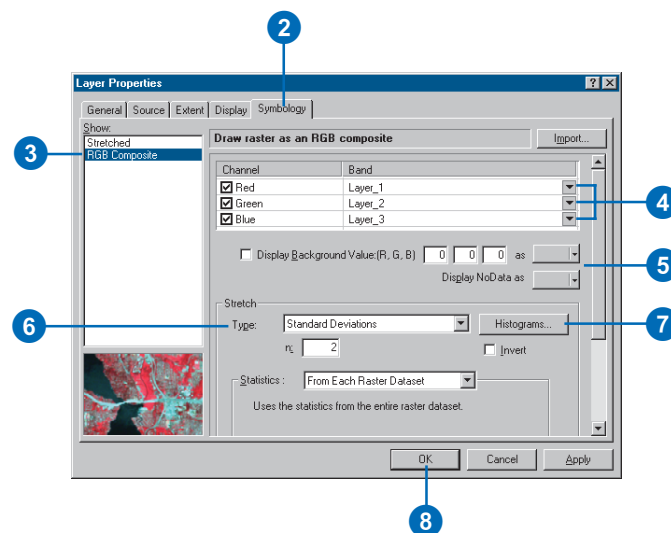 2
Layer Properties
General Source Extent Display Symbology
Show:
Stretched
RGB Composite
3
Draw raster as an RGB composite
Import...
Channel Band
Red Layer_1
Green Layer_2
Blue Layer_3
4
Display Background Value:(R, G, B) 0 0 0 as
Display NoData as
5
Stretch
6
Type: Standard Deviations
Histograms...
7
n: 2
Invert
Statistics : From Each Raster Dataset
Uses the statistics from the entire raster dataset.
OK Cancel Apply
8